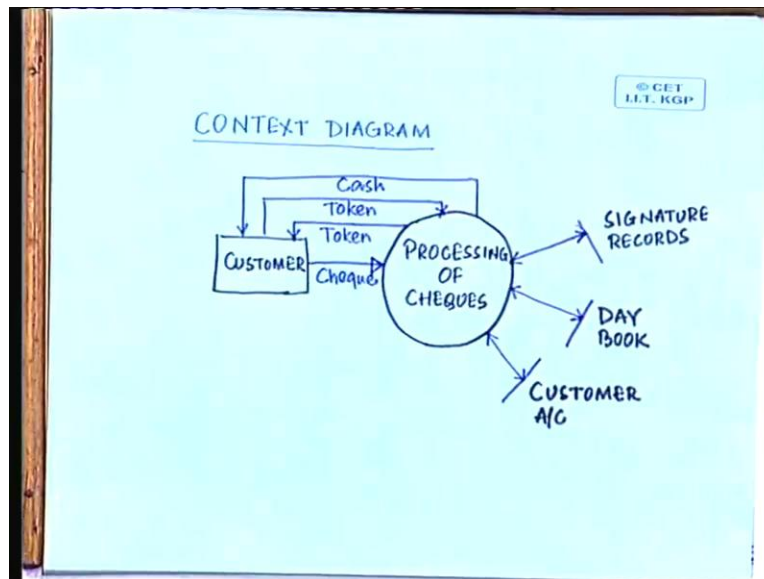 © CET
I.I.T. KGP
CONTEXT DIAGRAM
Cash
Token
Token
CUSTOMER
Cheque
PROCESSING
OF
CHEQUES
SIGNATURE
RECORDS
DAY
BOOK
CUSTOMER
A/C